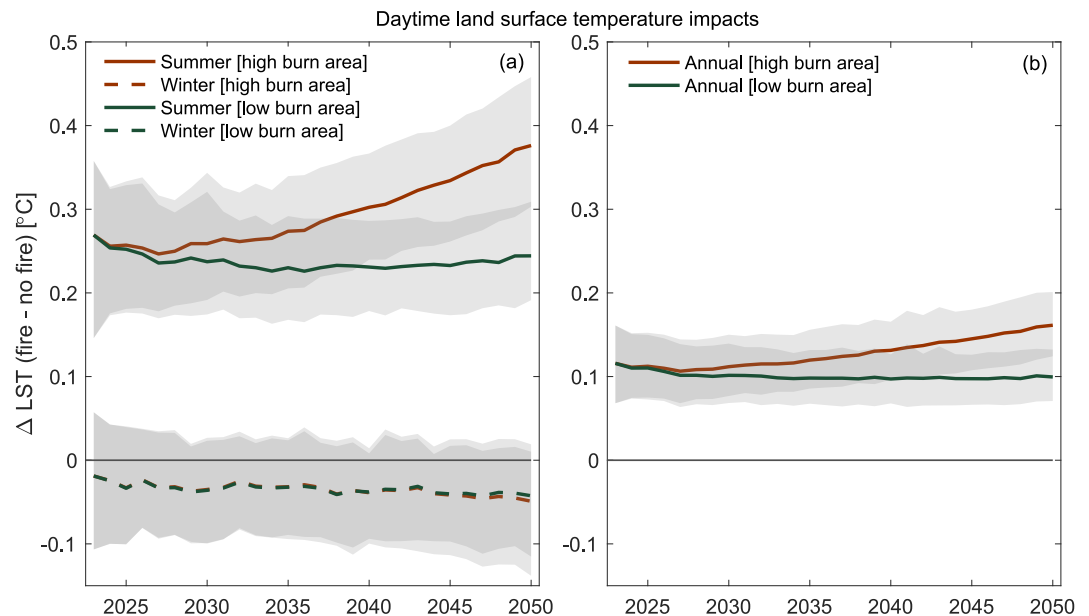 Daytime land surface temperature impacts
Δ LST (fire - no fire) [°C]
0.5
0.4
0.3
0.2
0.1
0
-0.1
Summer [high burn area]
Winter [high burn area]
Summer [low burn area]
Winter [low burn area]
(a)
2025 2030 2035 2040 2045 2050
0.5
0.4
0.3
0.2
0.1
0
-0.1
Annual [high burn area]
Annual [low burn area]
(b)
2025 2030 2035 2040 2045 2050